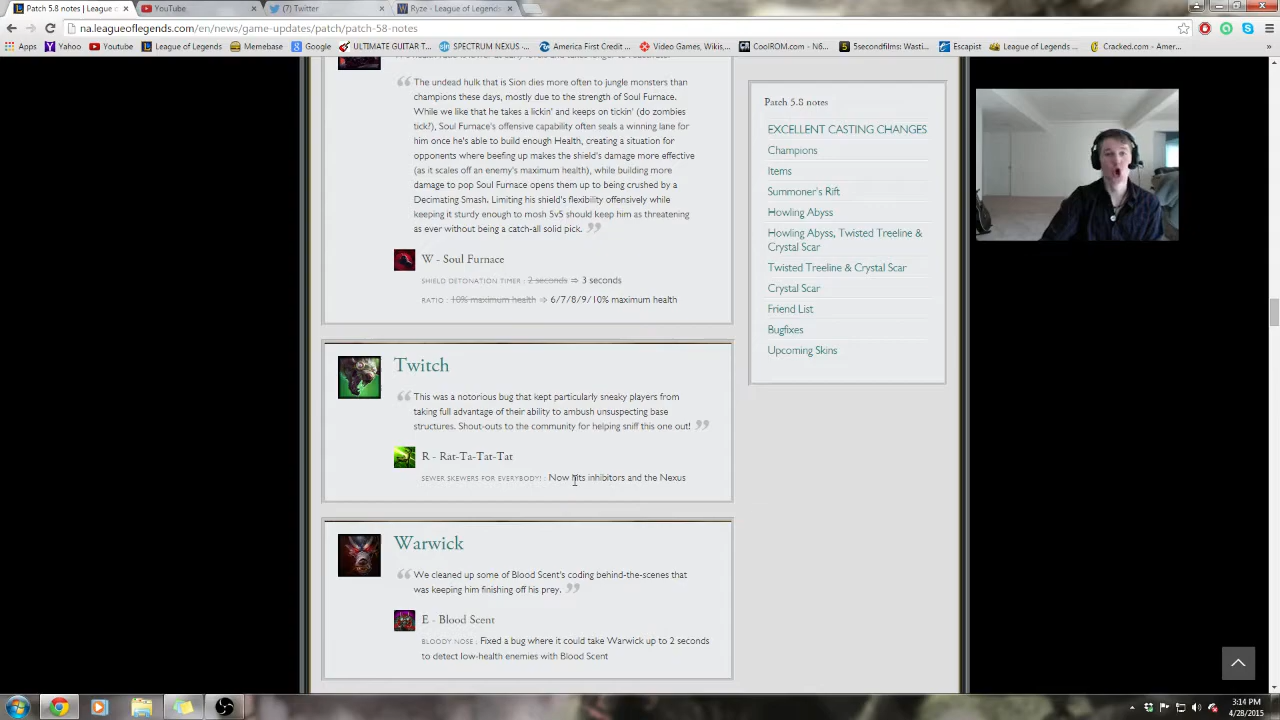 Patch 5.8 notes | League o
YouTube
(7) Twitter
Ryze - League of Legends
na.leagueoflegends.com/en/news/game-updates/patch/patch-58-notes
Apps
Yahoo
Youtube
League of Legends
Memebase
Google
ULTIMATE GUITAR T...
SPECTRUM NEXUS -...
America First Credit ...
Video Games, Wikis,...
CoolROM.com - N6...
5secondfilms: Wasti...
Escapist
League of Legends ...
Cracked.com - Amer...
The undead hulk that is Sion dies more often to jungle monsters than
champions these days, mostly due to the strength of Soul Furnace.
While we like that he takes a lickin' and keeps on tickin' (do zombies
tick?), Soul Furnace's offensive capability often seals a winning lane for
him once he's able to build enough Health, creating a situation for
opponents where beefing up makes the shield's damage more effective
(as it scales off an enemy's maximum health), while building more
damage to pop Soul Furnace opens them up to being crushed by a
Decimating Smash. Limiting his shield's flexibility offensively while
keeping it sturdy enough to mosh 5v5 should keep him as threatening
as ever without being a catch-all solid pick.
W - Soul Furnace
SHIELD DETONATION TIMER : 2 seconds ⇒ 3 seconds
RATIO : 10% maximum health ⇒ 6/7/8/9/10% maximum health
Twitch
This was a notorious bug that kept particularly sneaky players from
taking full advantage of their ability to ambush unsuspecting base
structures. Shout-outs to the community for helping sniff this one out!
R - Rat-Ta-Tat-Tat
SEWER SKEWERS FOR EVERYBODY! : Now hits inhibitors and the Nexus
Warwick
We cleaned up some of Blood Scent's coding behind-the-scenes that
was keeping him finishing off his prey.
E - Blood Scent
BLOODY NOSE : Fixed a bug where it could take Warwick up to 2 seconds
to detect low-health enemies with Blood Scent
Patch 5.8 notes
EXCELLENT CASTING CHANGES
Champions
Items
Summoner's Rift
Howling Abyss
Howling Abyss, Twisted Treeline &
Crystal Scar
Twisted Treeline & Crystal Scar
Crystal Scar
Friend List
Bugfixes
Upcoming Skins
3:14 PM
4/28/2015